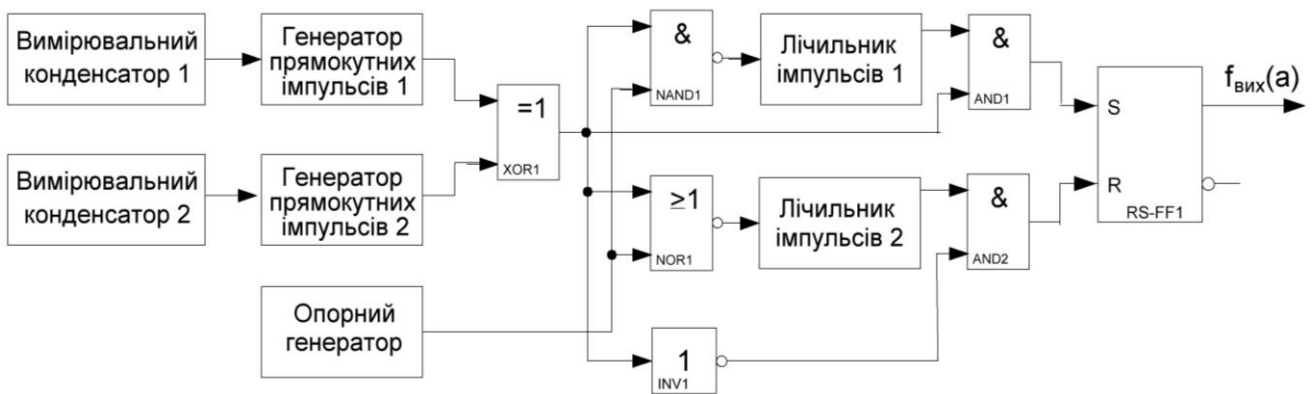 Вимірювальний
конденсатор 1
Генератор
прямокутних
імпульсів 1
=1
XOR1
&
NAND1
Лічильник
імпульсів 1
&
AND1
S
R
RS-FF1
fвих(a)
Вимірювальний
конденсатор 2
Генератор
прямокутних
імпульсів 2
≥1
NOR1
Лічильник
імпульсів 2
&
AND2
Опорний
генератор
1
INV1